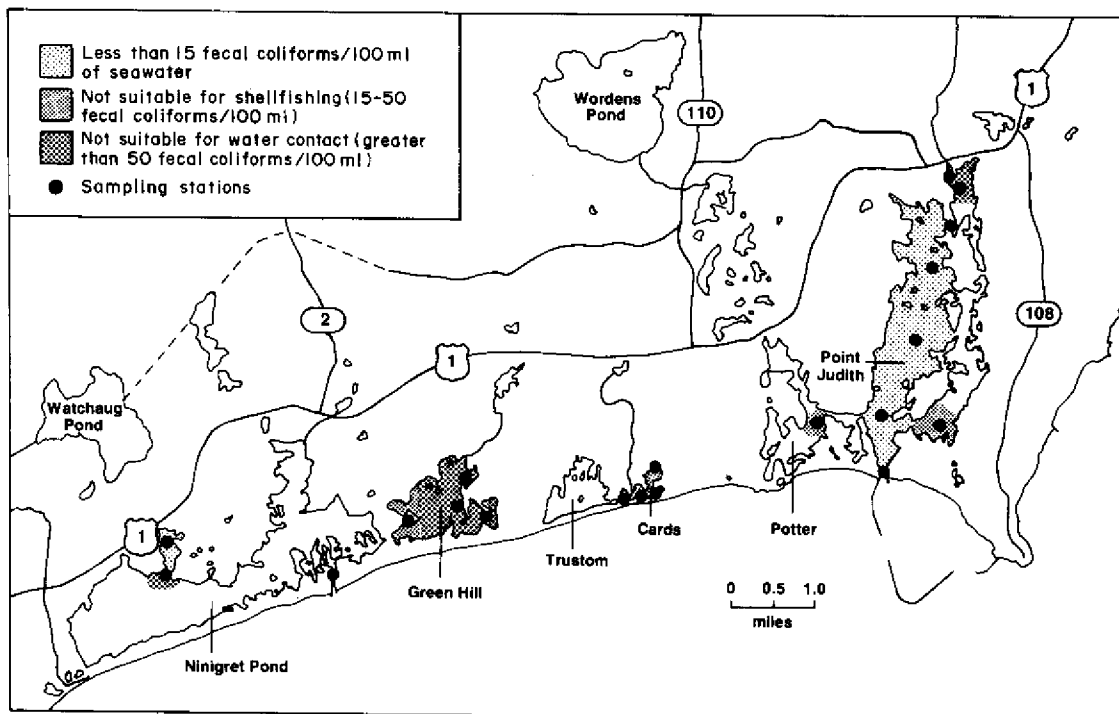 Less than 15 fecal coliforms/100 ml
of seawater
Not suitable for shellfishing (15-50
fecal coliforms/100 ml)
Not suitable for water contact (greater
than 50 fecal coliforms/100 ml)
Sampling stations
Wordens
Pond
110
1
2
1
108
Point
Judith
Watchaug
Pond
1
Cards
Potter
Trustom
Green Hill
Ninigret Pond
0 0.5 1.0
miles